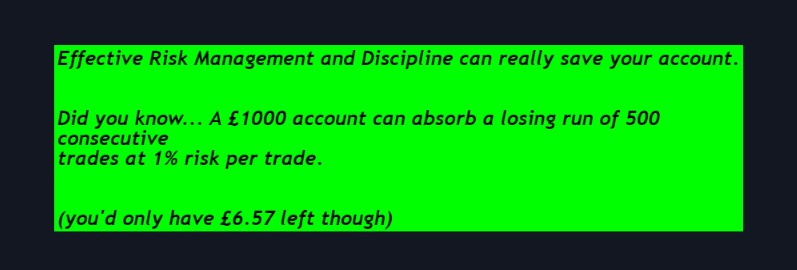 Effective Risk Management and Discipline can really save your account.
Did you know... A £1000 account can absorb a losing run of 500
consecutive
trades at 1% risk per trade.
(you'd only have £6.57 left though)